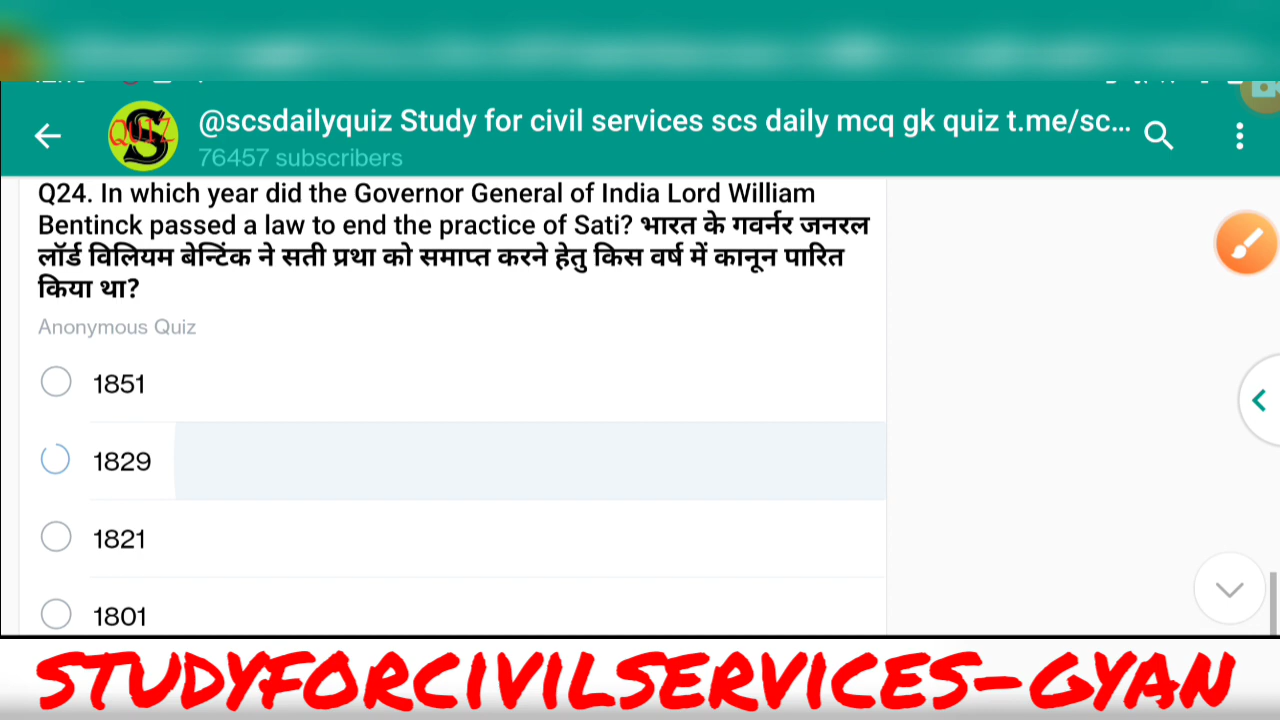 QUIZ S
@scsdailyquiz Study for civil services scs daily mcq gk quiz t.me/sc...
76457 subscribers
Q24. In which year did the Governor General of India Lord William
Bentinck passed a law to end the practice of Sati? भारत के गवर्नर जनरल
लॉर्ड विलियम बेन्टिंक ने सती प्रथा को समाप्त करने हेतु किस वर्ष में कानून पारित
किया था?
Anonymous Quiz
1851
1829
1821
1801
STUDYFORCIVILSERVICES-GYAN